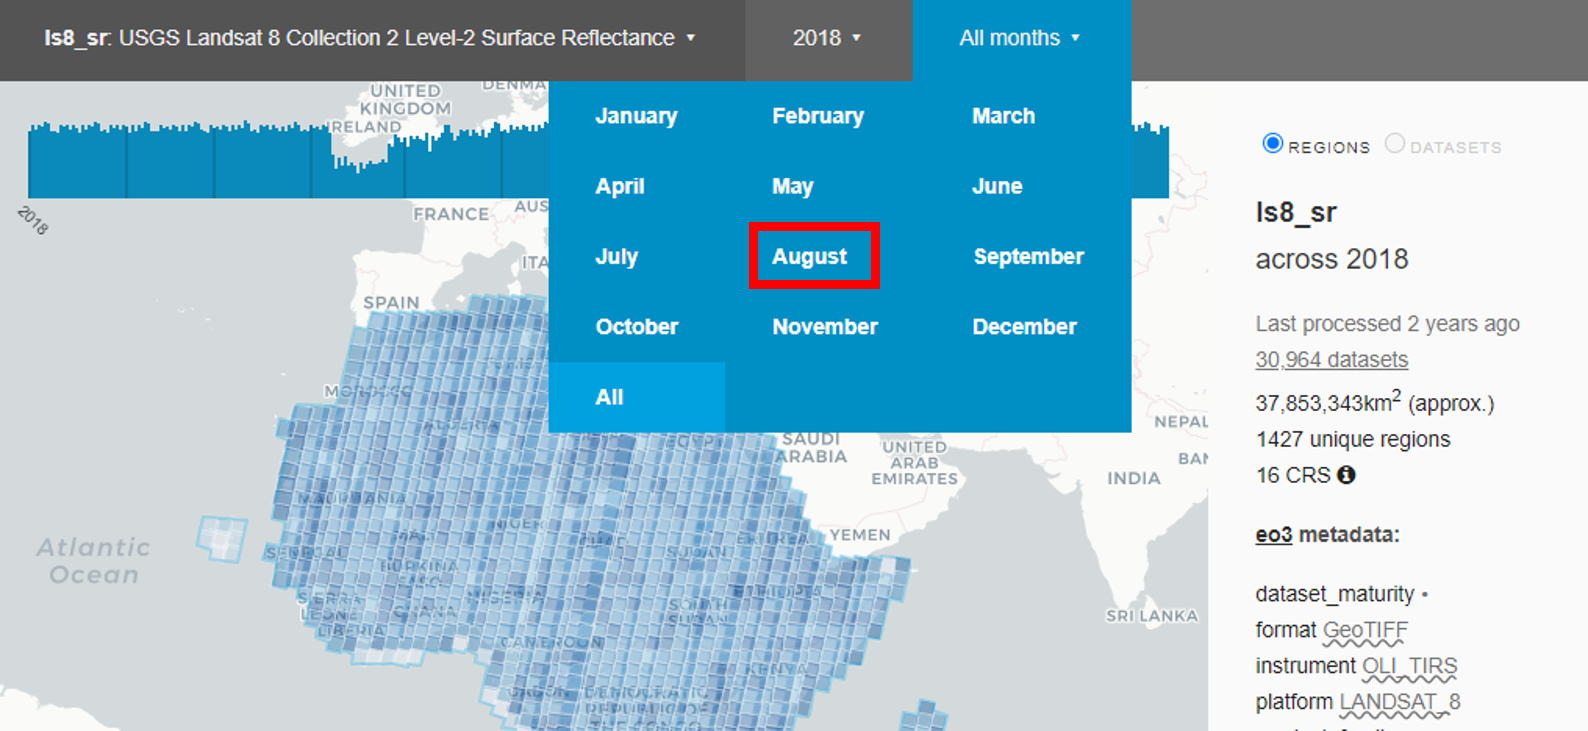 ls8_sr: USGS Landsat 8 Collection 2 Level-2 Surface Reflectance
2018
All months
January February March
April May June
July August September
October November December
All
2018
UNITED
KINGDOM
IRELAND
DENMA
FRANCE
AUS
ITA
SPAIN
MOROCCO
ALGERIA
EGYPT
SAUDI
ARABIA
UNITED
ARAB
EMIRATES
NEPAL
BAN
INDIA
MAURITANIA
MALI
NIGER
CHAD
SUDAN
ERITREA
YEMEN
Atlantic
Ocean
SENEGAL
BURKINA
FASO
SIERRA
LEONE
LIBERIA
GHANA
NIGERIA
SOUTH
SUDAN
ETHIOPIA
SRI LANKA
CAMEROON
KENYA
GABON
DEMOCRATIC
REPUBLIC OF
THE CONGO
REGIONS DATASETS
ls8_sr
across 2018
Last processed 2 years ago
30,964 datasets
37,853,343km2 (approx.)
1427 unique regions
16 CRS
eo3 metadata:
dataset_maturity •
format GeoTIFF
instrument OLI_TIRS
platform LANDSAT_8